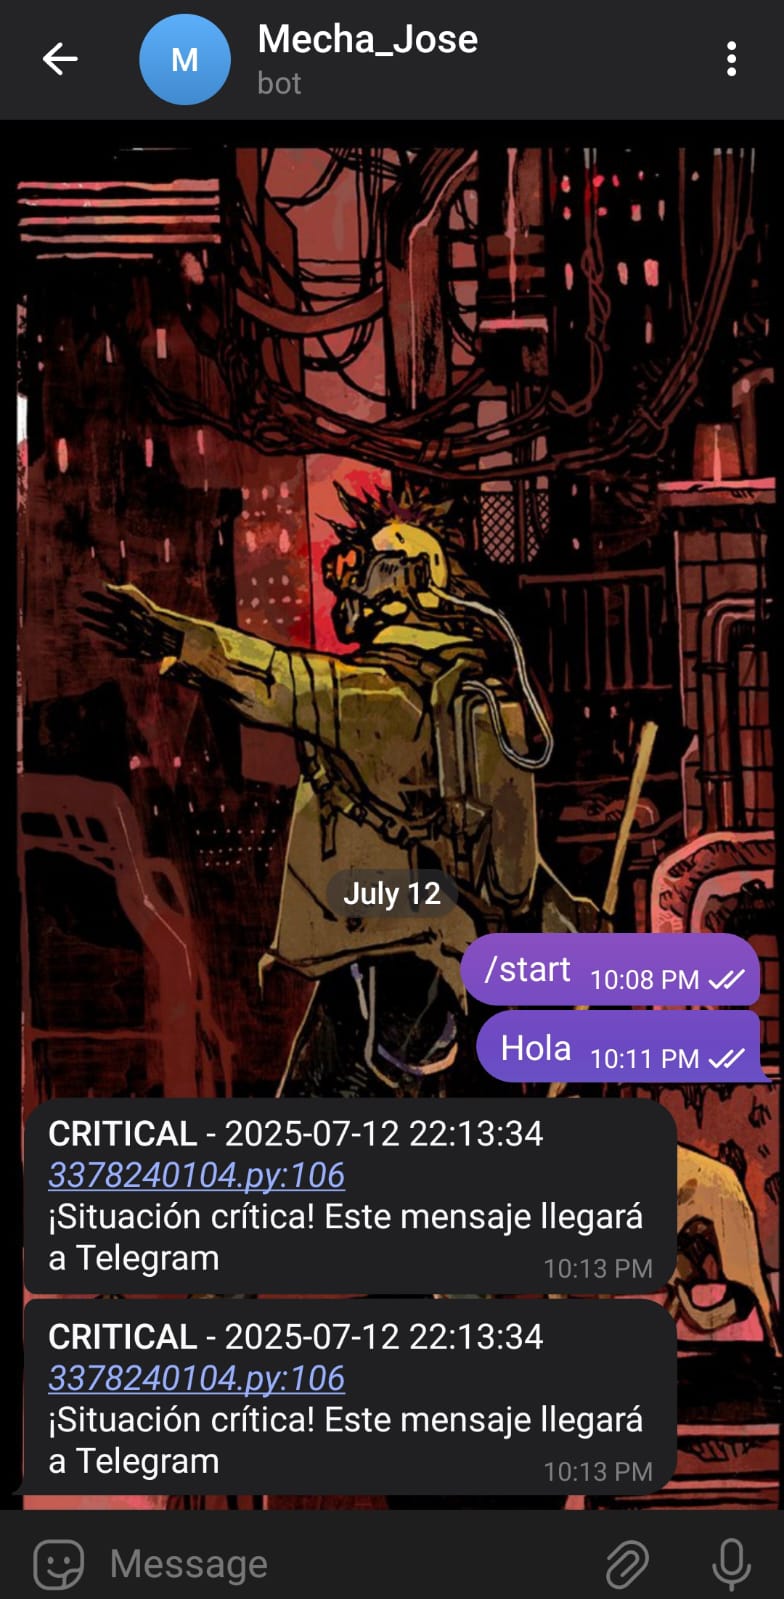 M
Mecha_Jose
bot
July 12
/start 10:08 PM
Hola 10:11 PM
CRITICAL - 2025-07-12 22:13:34
3378240104.py:106
¡Situación crítica! Este mensaje llegará
a Telegram 10:13 PM
CRITICAL - 2025-07-12 22:13:34
3378240104.py:106
¡Situación crítica! Este mensaje llegará
a Telegram 10:13 PM
Message